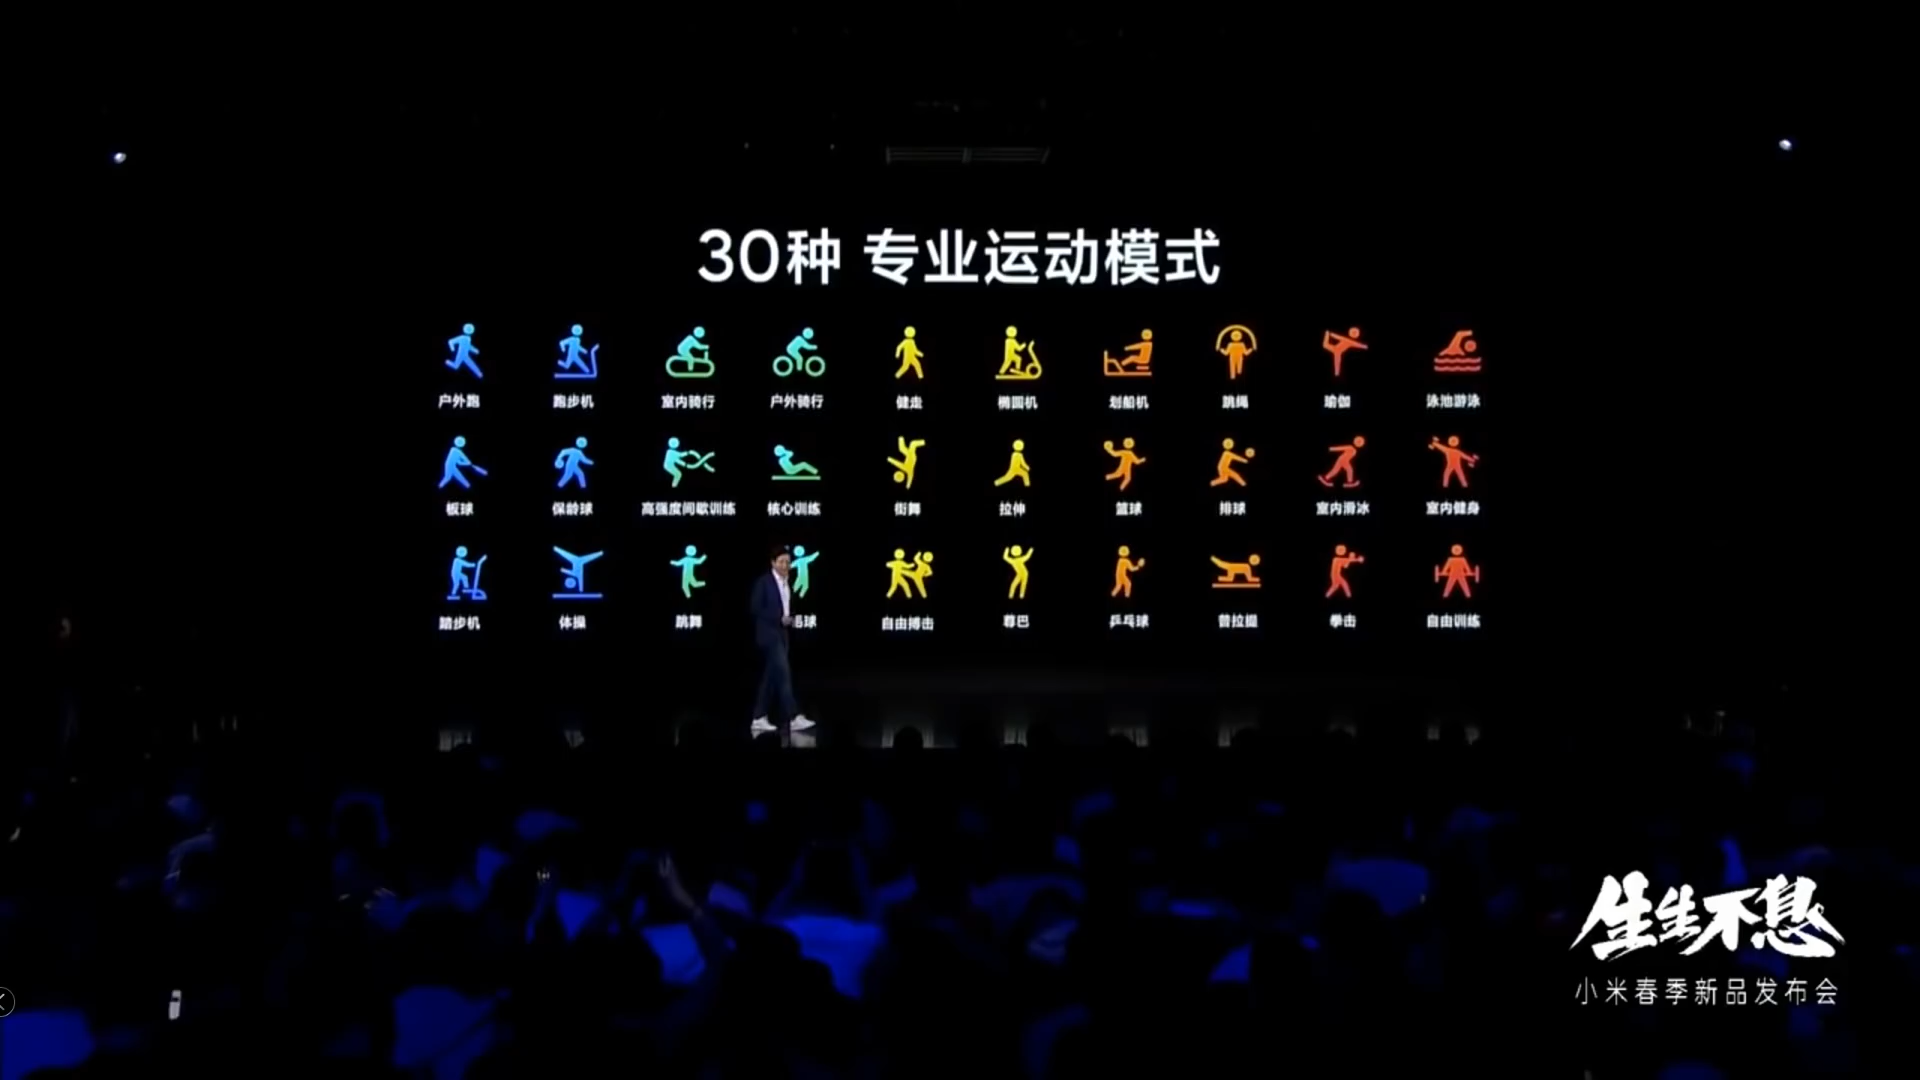 30种 专业运动模式
户外跑 跑步机 室内骑行 户外骑行 健走 椭圆机 划船机 跳绳 瑜伽 泳池游泳
板球 保龄球 高强度间歇训练 核心训练 街舞 拉伸 篮球 排球 室内滑冰 室内健身
踏步机 体操 跳舞 球 自由搏击 尊巴 乒乓球 普拉提 拳击 自由训练
生生不息
小米春季新品发布会